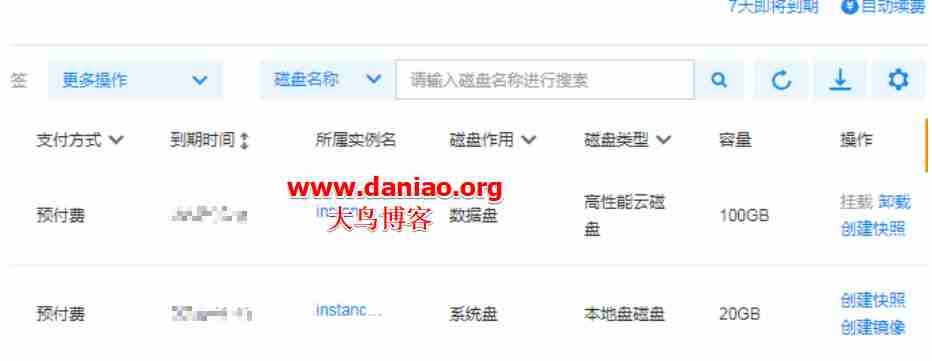 7天即将到期 自动续费
签 更多操作 磁盘名称 请输入磁盘名称进行搜索
支付方式 到期时间 所属实例名 磁盘作用 磁盘类型 容量 操作
www.daniao.org
大鸟博客
预付费 instanc... 数据盘 高性能云磁盘 100GB 挂载 卸载
创建快照
预付费 instanc... 系统盘 本地盘磁盘 20GB 创建快照
创建镜像